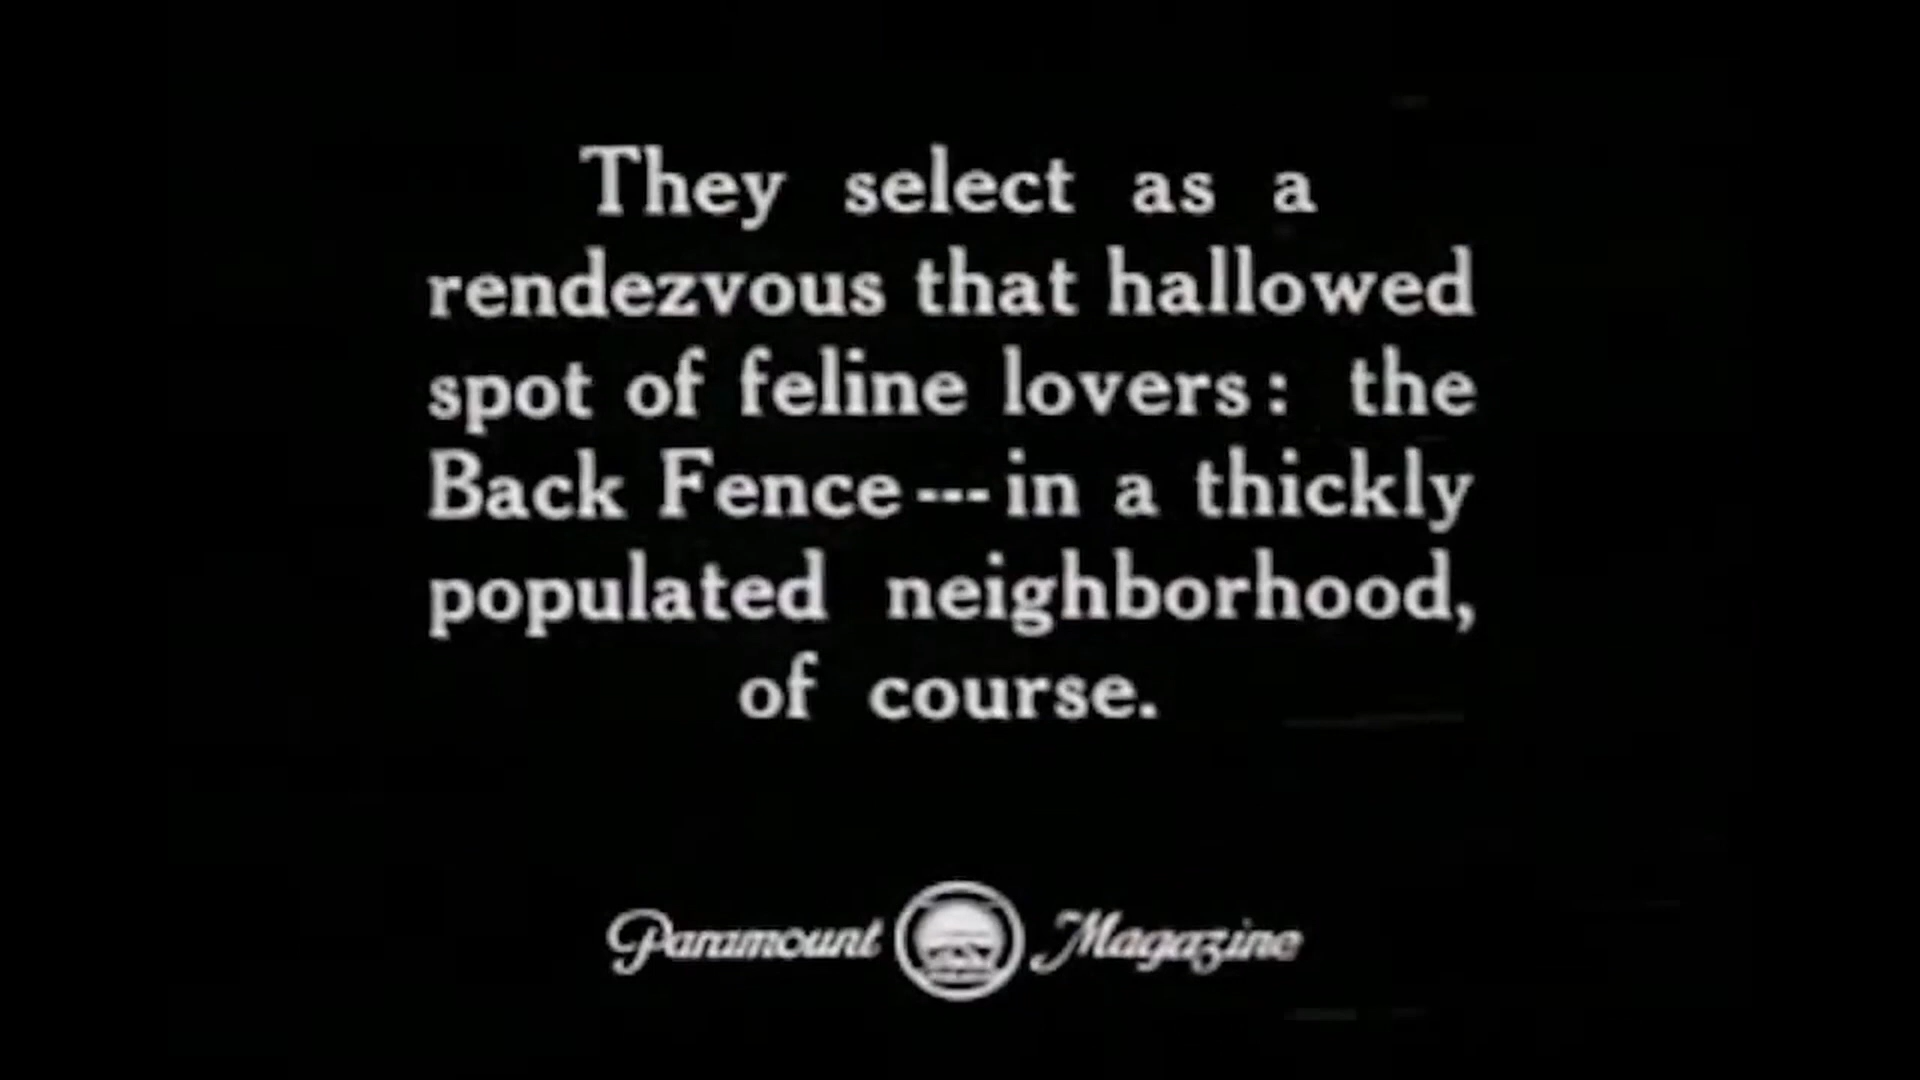 They select as a
rendezvous that hallowed
spot of feline lovers: the
Back Fence---in a thickly
populated neighborhood,
of course.
Paramount Magazine